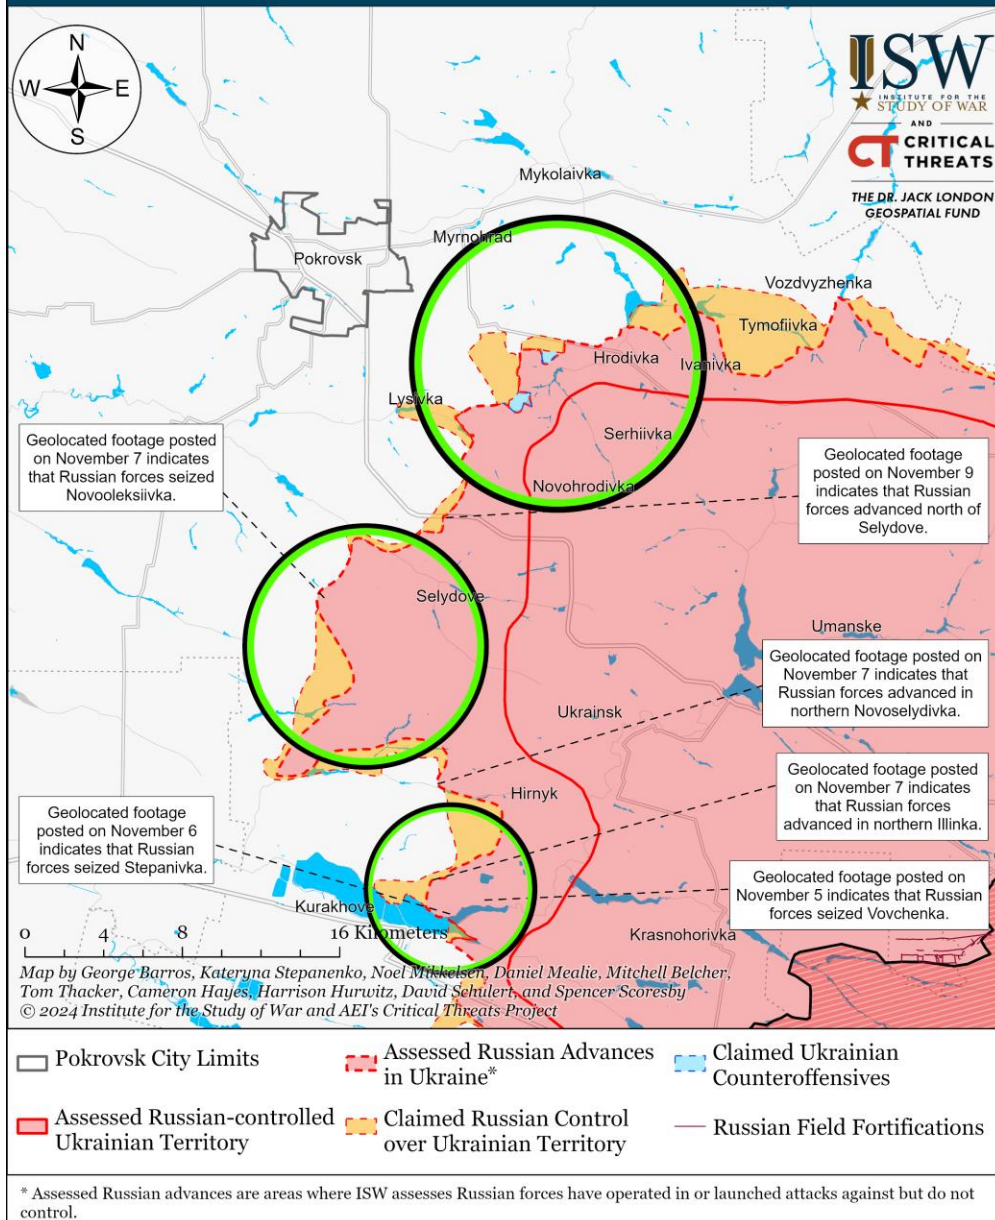 N
W E
S
ISW
INSTITUTE FOR THE
STUDY OF WAR
AND
CT CRITICAL
THREATS
THE DR. JACK LONDON
GEOSPATIAL FUND
Mykolaivka
Myrnohrad
Pokrovsk
Vozdvyzhenka
Tymofiivka
Hrodivka
Ivanivka
Lysivka
Serhiivka
Novohrodivka
Geolocated footage posted
on November 7 indicates
that Russian forces seized
Novooleksiivka.
Geolocated footage
posted on November 9
indicates that Russian
forces advanced north of
Selydove.
Selydove
Umanske
Geolocated footage posted on
November 7 indicates that
Russian forces advanced in
northern Novoselydivka.
Ukrainsk
Hirnyk
Geolocated footage posted
on November 7 indicates
that Russian forces
advanced in northern Illinka.
Geolocated footage
posted on November 6
indicates that Russian
forces seized Stepanivka.
Geolocated footage posted on
November 5 indicates that Russian
forces seized Vovchenka.
Kurakhove
Krasnohorivka
0 4 8 16 Kilometers
Map by George Barros, Kateryna Stepanenko, Noel Mikkelsen, Daniel Mealie, Mitchell Belcher,
Tom Thacker, Cameron Hayes, Harrison Hurwitz, David Schulert, and Spencer Scoresby
© 2024 Institute for the Study of War and AEI's Critical Threats Project
Pokrovsk City Limits
Assessed Russian Advances
in Ukraine*
Claimed Ukrainian
Counteroffensives
Assessed Russian-controlled
Ukrainian Territory
Claimed Russian Control
over Ukrainian Territory
Russian Field Fortifications
* Assessed Russian advances are areas where ISW assesses Russian forces have operated in or launched attacks against but do not
control.